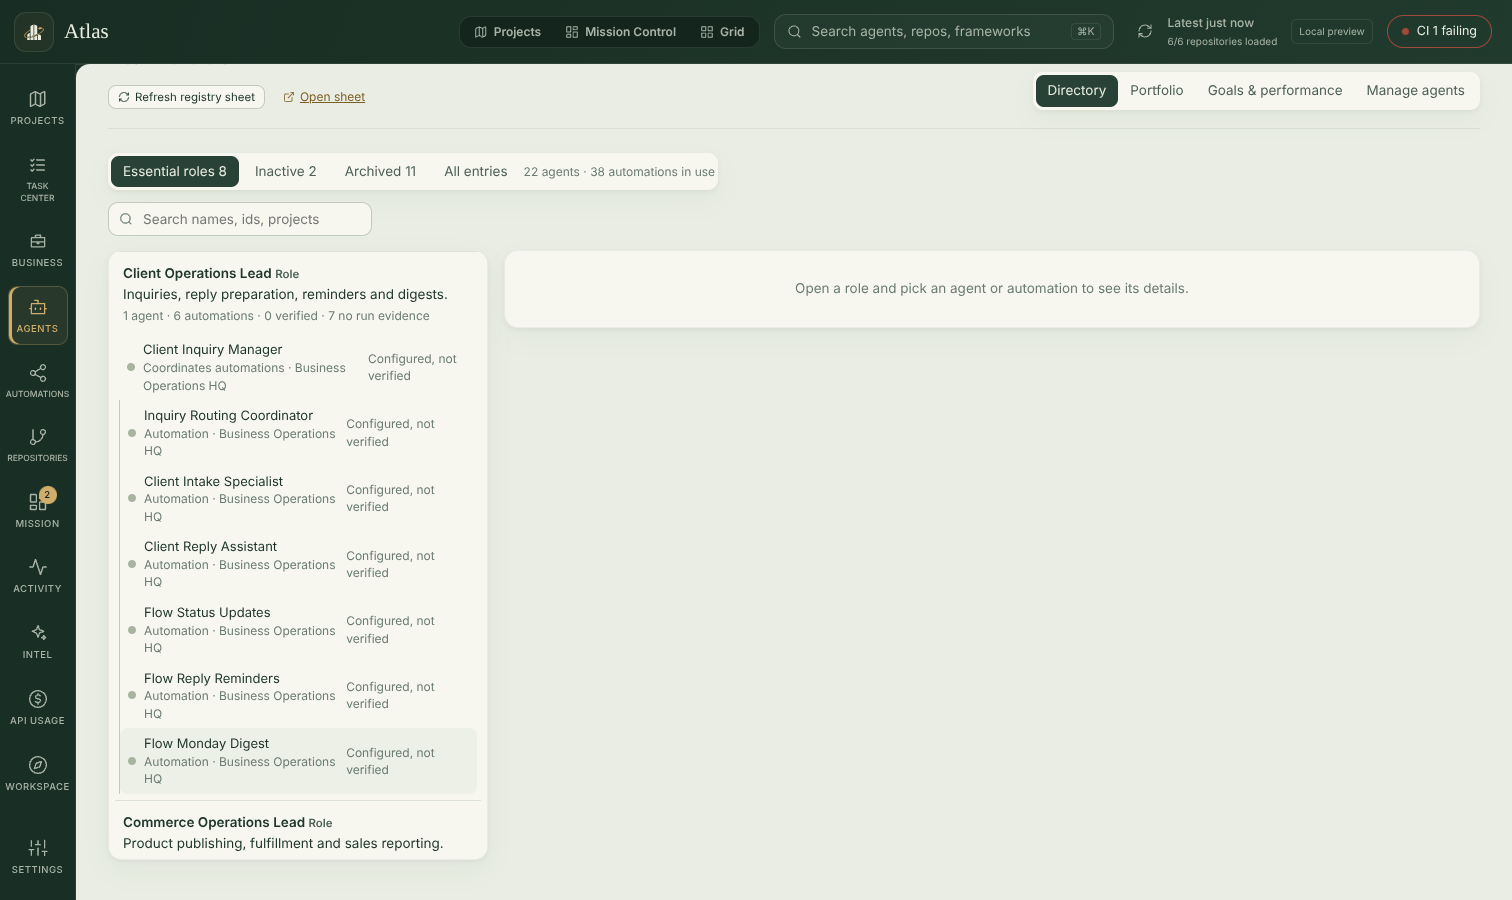 Atlas
Projects
Mission Control
Grid
Search agents, repos, frameworks
⌘K
Latest just now
6/6 repositories loaded
Local preview
CI 1 failing
PROJECTS
TASK
CENTER
BUSINESS
AGENTS
AUTOMATIONS
REPOSITORIES
2
MISSION
ACTIVITY
INTEL
API USAGE
WORKSPACE
SETTINGS
Refresh registry sheet
Open sheet
Directory
Portfolio
Goals & performance
Manage agents
Essential roles 8
Inactive 2
Archived 11
All entries
22 agents · 38 automations in use
Search names, ids, projects
Client Operations Lead Role
Inquiries, reply preparation, reminders and digests.
1 agent · 6 automations · 0 verified · 7 no run evidence
Client Inquiry Manager
Coordinates automations · Business
Operations HQ
Configured, not
verified
Inquiry Routing Coordinator
Automation · Business Operations
HQ
Configured, not
verified
Client Intake Specialist
Automation · Business Operations
HQ
Configured, not
verified
Client Reply Assistant
Automation · Business Operations
HQ
Configured, not
verified
Flow Status Updates
Automation · Business Operations
HQ
Configured, not
verified
Flow Reply Reminders
Automation · Business Operations
HQ
Configured, not
verified
Flow Monday Digest
Automation · Business Operations
HQ
Configured, not
verified
Commerce Operations Lead Role
Product publishing, fulfillment and sales reporting.
Open a role and pick an agent or automation to see its details.